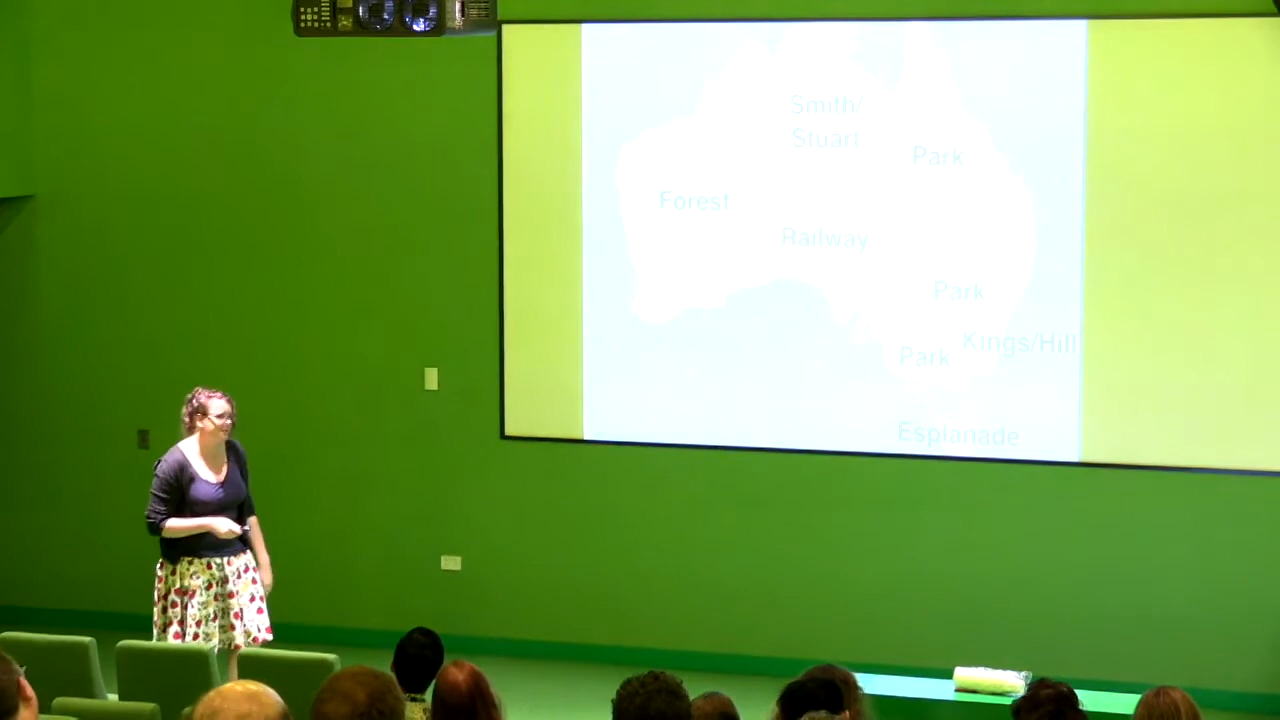 Smith/
Stuart
Park
Forest
Railway
Park
Kings/Hill
Park
Esplanade